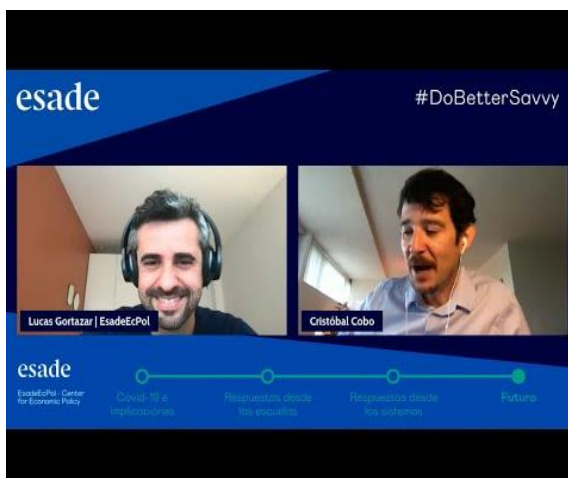 esade
#DoBetterSavvy
Lucas Gortazar | EsadeEcPol
Cristóbal Cobo
esade
EsadeEcPol - Center
for Economic Policy
Covid-19 e
implicaciones
Respuestas desde
las escuelas
Respuestas desde
los sistemas
Futuro